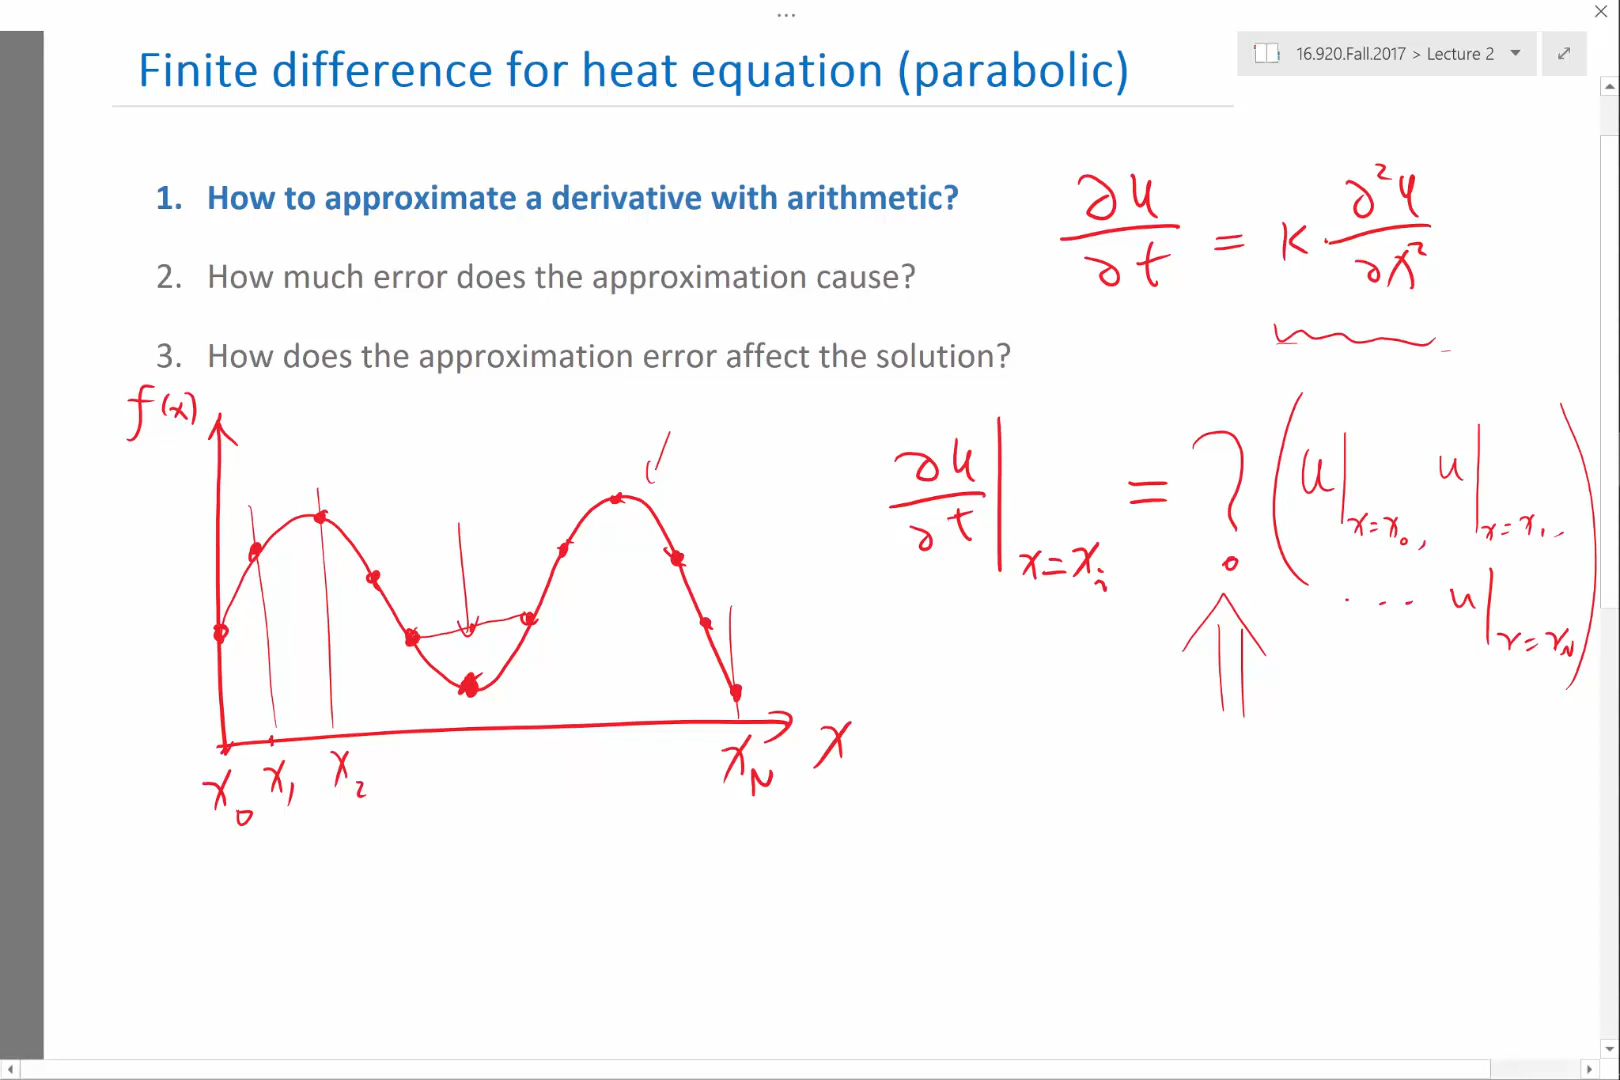 Finite difference for heat equation (parabolic)
16.920.Fall.2017 > Lecture 2
1. How to approximate a derivative with arithmetic?
2. How much error does the approximation cause?
3. How does the approximation error affect the solution?
∂u/∂t = K · ∂²u/∂x²
f(x)
∂u/∂t |x=xᵢ = ? ( u|x=x₀, u|x=x₁,
... u|x=x_N )
x₀ x₁ x₂ x_N x